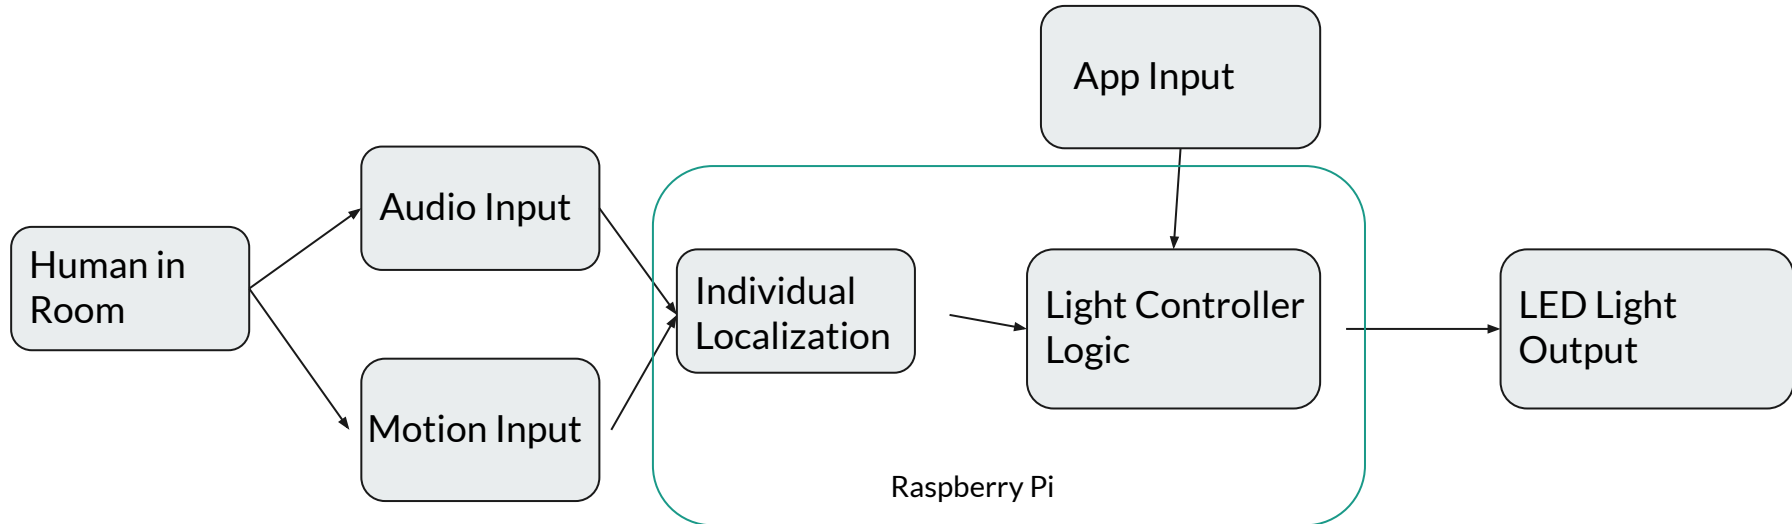 App Input
Audio Input
Human in
Room
Individual
Localization
Light Controller
Logic
LED Light
Output
Motion Input
Raspberry Pi